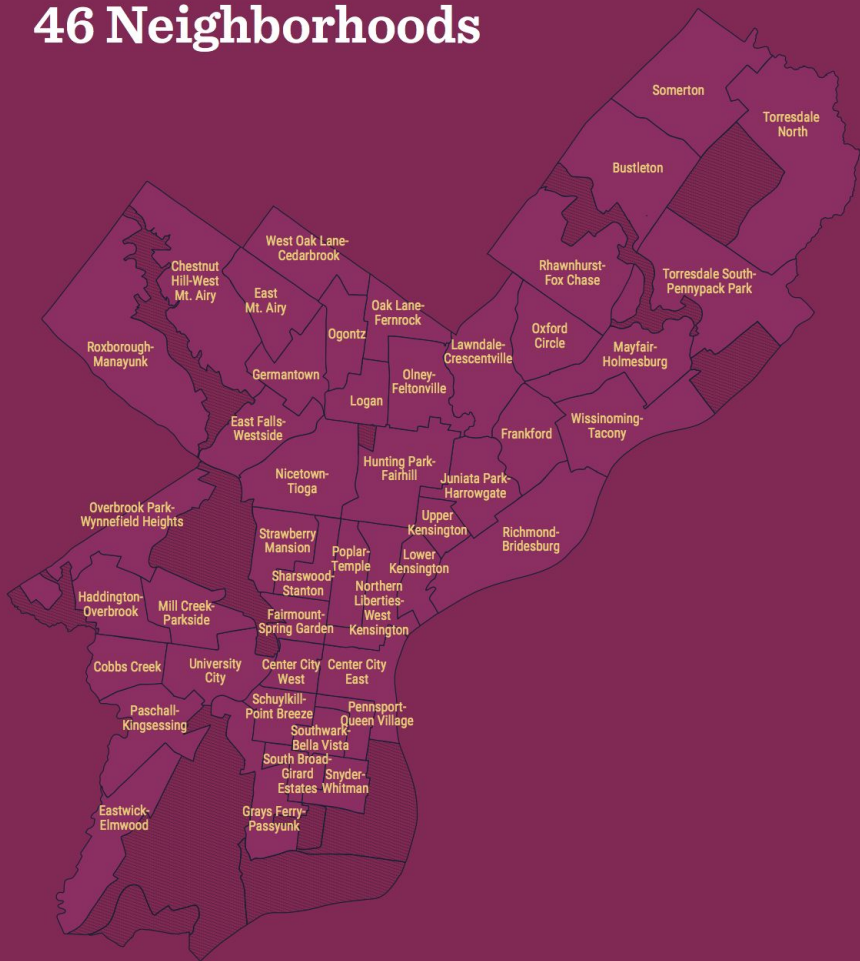 46 Neighborhoods
Somerton
Torresdale
North
Bustleton
West Oak Lane-
Cedarbrook
Chestnut
Hill-West
Mt. Airy
East
Mt. Airy
Rhawnhurst-
Fox Chase
Torresdale South-
Pennypack Park
Oak Lane-
Fernrock
Ogontz
Oxford
Circle
Lawndale-
Crescentville
Mayfair-
Holmesburg
Roxborough-
Manayunk
Germantown
Olney-
Feltonville
Logan
East Falls-
Westside
Frankford
Wissinoming-
Tacony
Nicetown-
Tioga
Hunting Park-
Fairhill
Juniata Park-
Harrowgate
Overbrook Park-
Wynnefield Heights
Upper
Kensington
Richmond-
Bridesburg
Strawberry
Mansion
Poplar-
Temple
Lower
Kensington
Sharswood-
Stanton
Northern
Liberties-
West
Kensington
Haddington-
Overbrook
Mill Creek-
Parkside
Fairmount-
Spring Garden
Cobbs Creek
University
City
Center City
West
Center City
East
Schuylkill-
Point Breeze
Pennsport-
Queen Village
Paschall-
Kingsessing
Southwark-
Bella Vista
South Broad-
Girard
Estates
Snyder-
Whitman
Eastwick-
Elmwood
Grays Ferry-
Passyunk